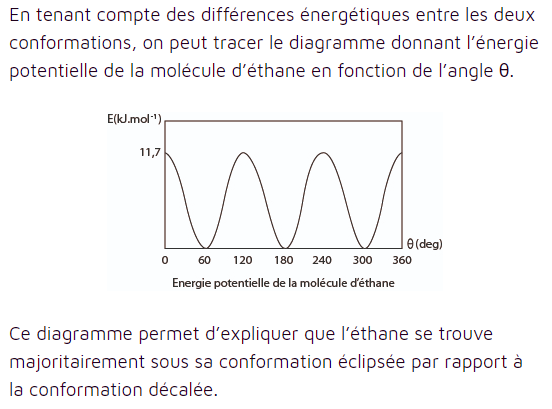 En tenant compte des différences énergétiques entre les deux
conformations, on peut tracer le diagramme donnant l'énergie
potentielle de la molécule d'éthane en fonction de l'angle θ.
E(kJ.mol⁻¹)
11,7
θ(deg)
0 60 120 180 240 300 360
Energie potentielle de la molécule d'éthane
Ce diagramme permet d'expliquer que l'éthane se trouve
majoritairement sous sa conformation éclipsée par rapport à
la conformation décalée.